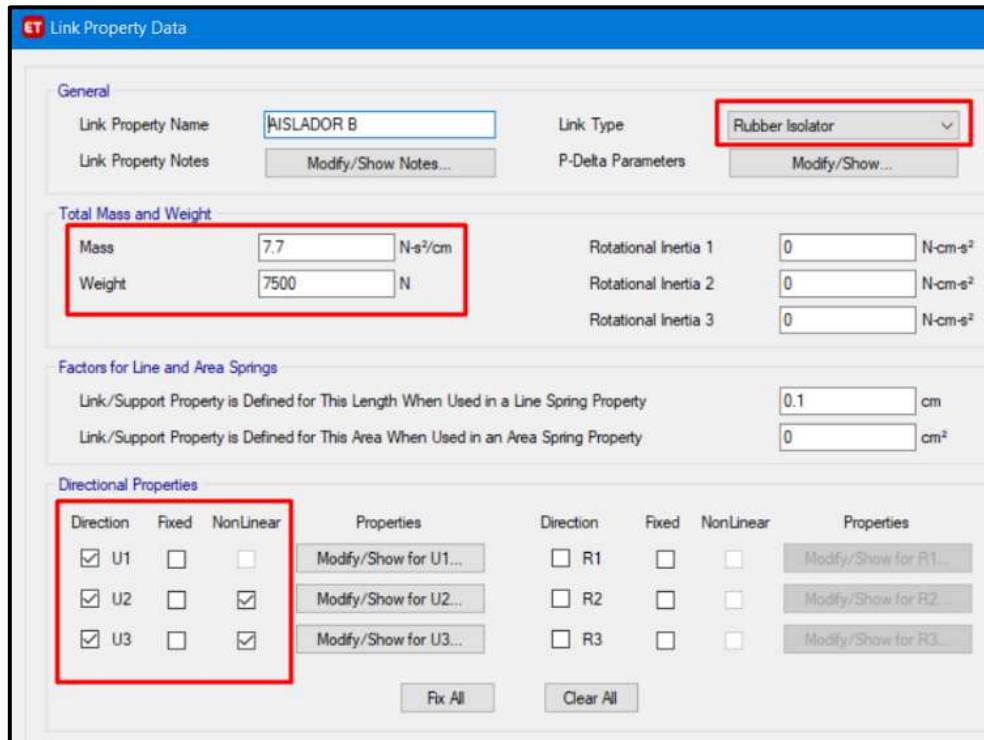 ET Link Property Data
General
Link Property Name AISLADOR B Link Type Rubber Isolator
Link Property Notes Modify/Show Notes... P-Delta Parameters Modify/Show...
Total Mass and Weight
Mass 7.7 N-s²/cm Rotational Inertia 1 0 N-cm-s²
Weight 7500 N Rotational Inertia 2 0 N-cm-s²
Rotational Inertia 3 0 N-cm-s²
Factors for Line and Area Springs
Link/Support Property is Defined for This Length When Used in a Line Spring Property 0.1 cm
Link/Support Property is Defined for This Area When Used in an Area Spring Property 0 cm²
Directional Properties
Direction Fixed NonLinear Properties Direction Fixed NonLinear Properties
U1 Modify/Show for U1... R1 Modify/Show for R1...
U2 Modify/Show for U2... R2 Modify/Show for R2...
U3 Modify/Show for U3... R3 Modify/Show for R3...
Fix All Clear All